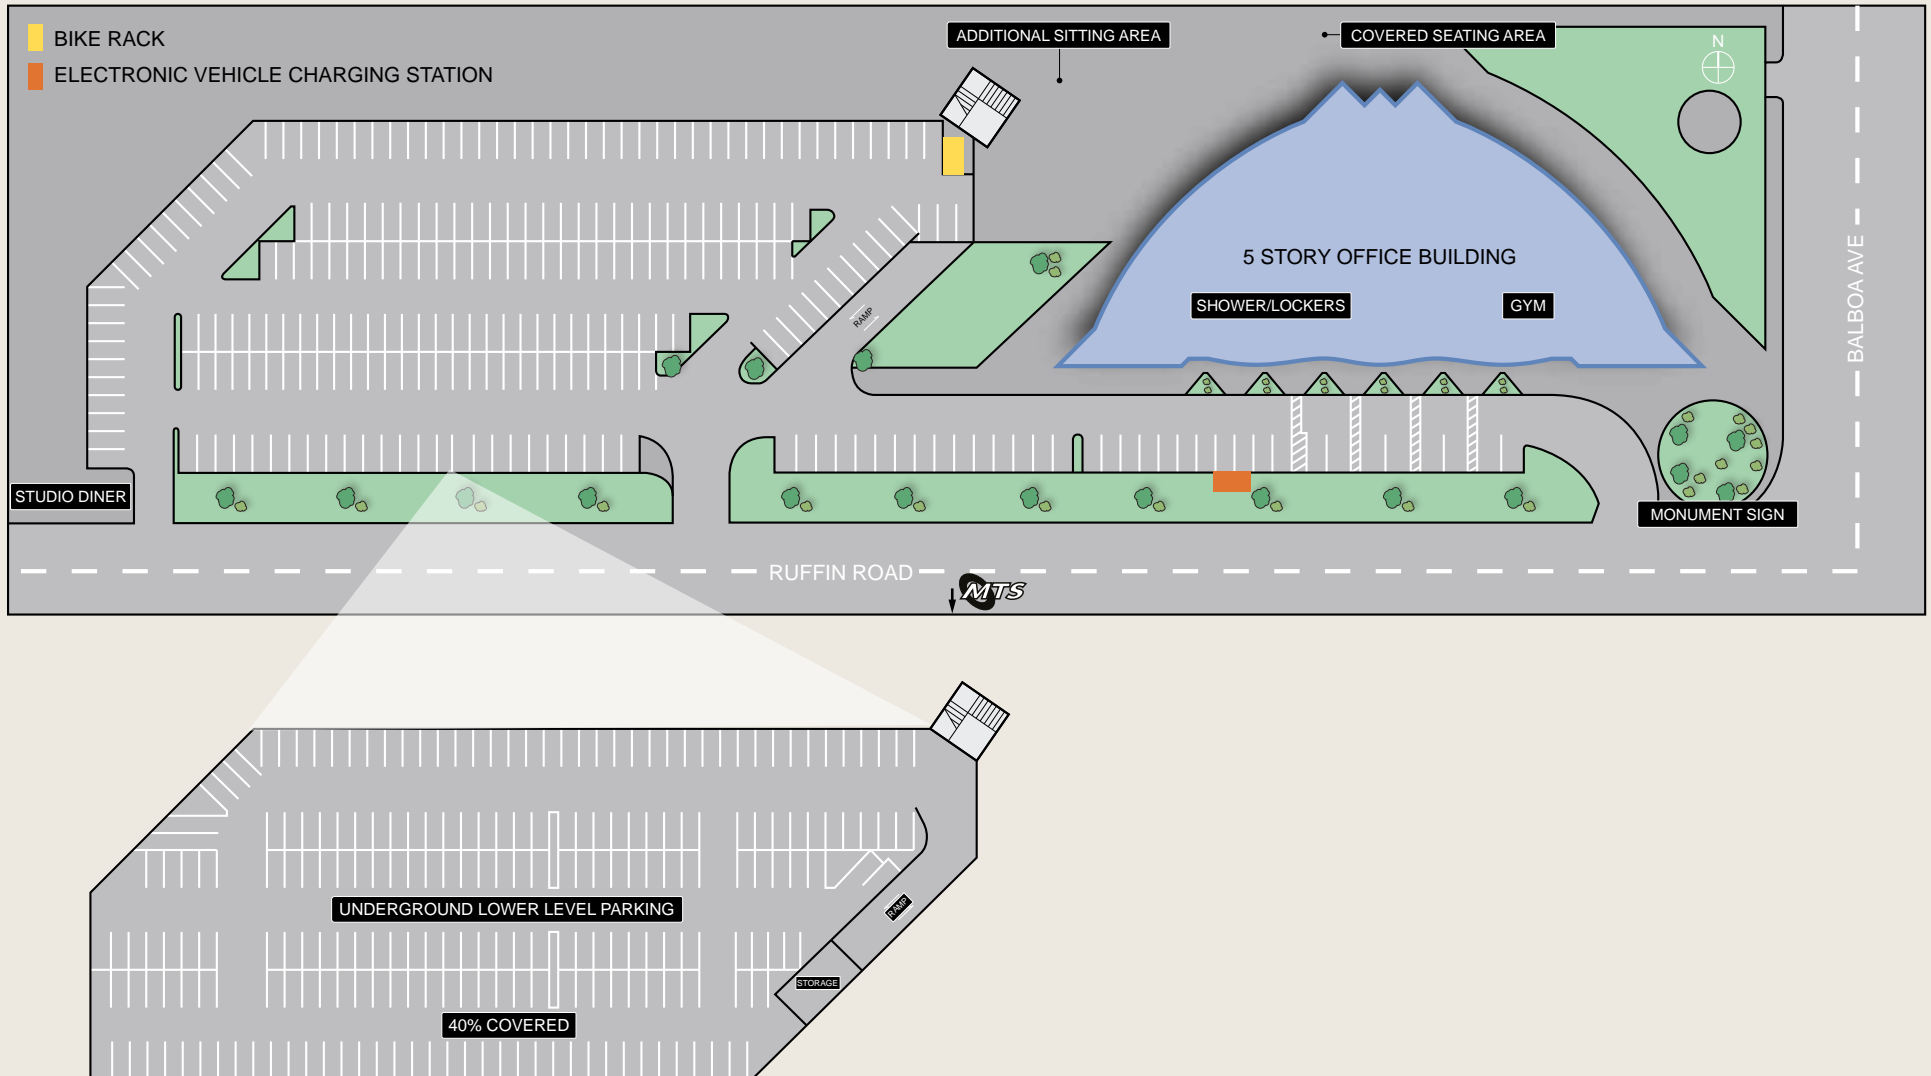 BIKE RACK
ELECTRONIC VEHICLE CHARGING STATION
ADDITIONAL SITTING AREA
COVERED SEATING AREA
N
5 STORY OFFICE BUILDING
SHOWER/LOCKERS
GYM
BALBOA AVE
RAMP
STUDIO DINER
MONUMENT SIGN
RUFFIN ROAD
MTS
UNDERGROUND LOWER LEVEL PARKING
RAMP
STORAGE
40% COVERED